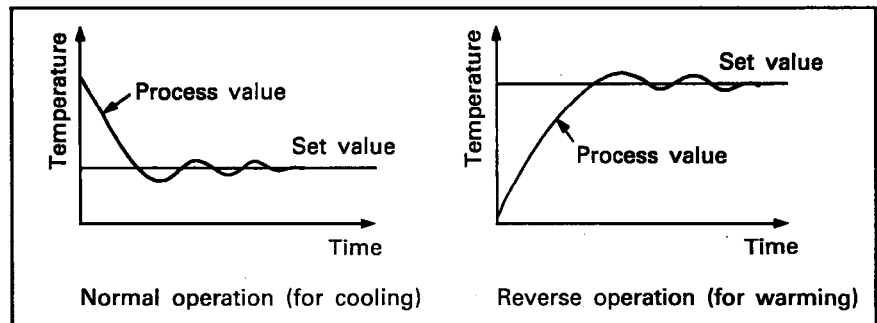 Temperature
Process value
Set value
Time
Normal operation (for cooling)
Temperature
Set value
Process value
Time
Reverse operation (for warming)